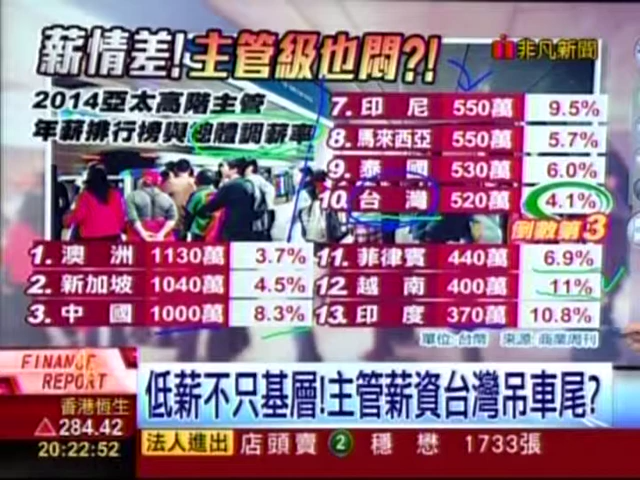 薪情差!主管級也悶?!
非凡新聞
2014亞太高階主管
年薪排行榜與總體調薪率
7. 印尼 550萬 9.5%
8. 馬來西亞 550萬 5.7%
9. 泰國 530萬 6.0%
10. 台灣 520萬 4.1%
倒數第3
1. 澳洲 1130萬 3.7%
2. 新加坡 1040萬 4.5%
3. 中國 1000萬 8.3%
11. 菲律賓 440萬 6.9%
12. 越南 400萬 11%
13. 印度 370萬 10.8%
單位:台幣 來源:商業周刊
FINANCE
REPORT
低薪不只基層!主管薪資台灣吊車尾?
香港恒生
△284.42
20:22:52
法人進出 店頭賣 2 穩懋 1733張